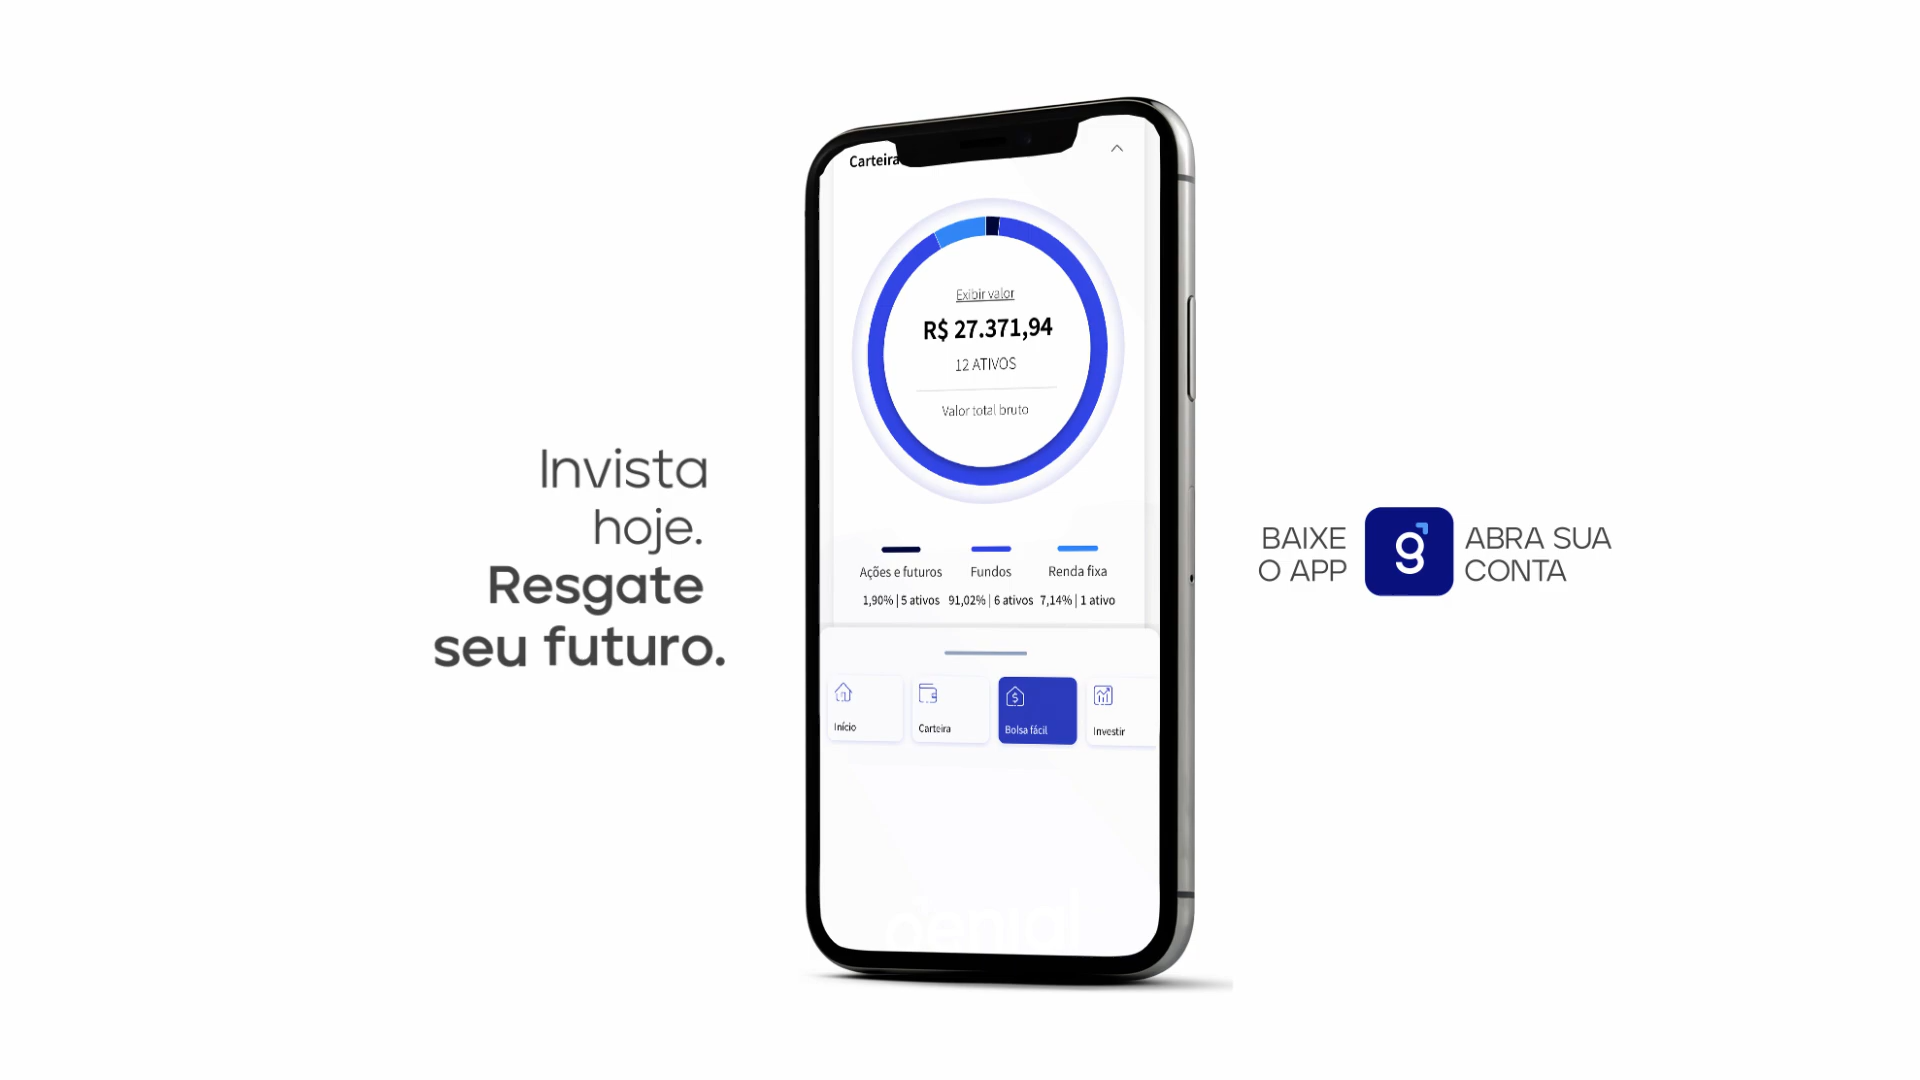 Invista
hoje.
Resgate
seu futuro.
Carteira
Exibir valor
R$ 27.371,94
12 ATIVOS
Valor total bruto
Ações e futuros Fundos Renda fixa
1,90% | 5 ativos 91,02% | 6 ativos 7,14% | 1 ativo
Início Carteira Bolsa fácil Investir
genial
BAIXE
O APP
g
ABRA SUA
CONTA